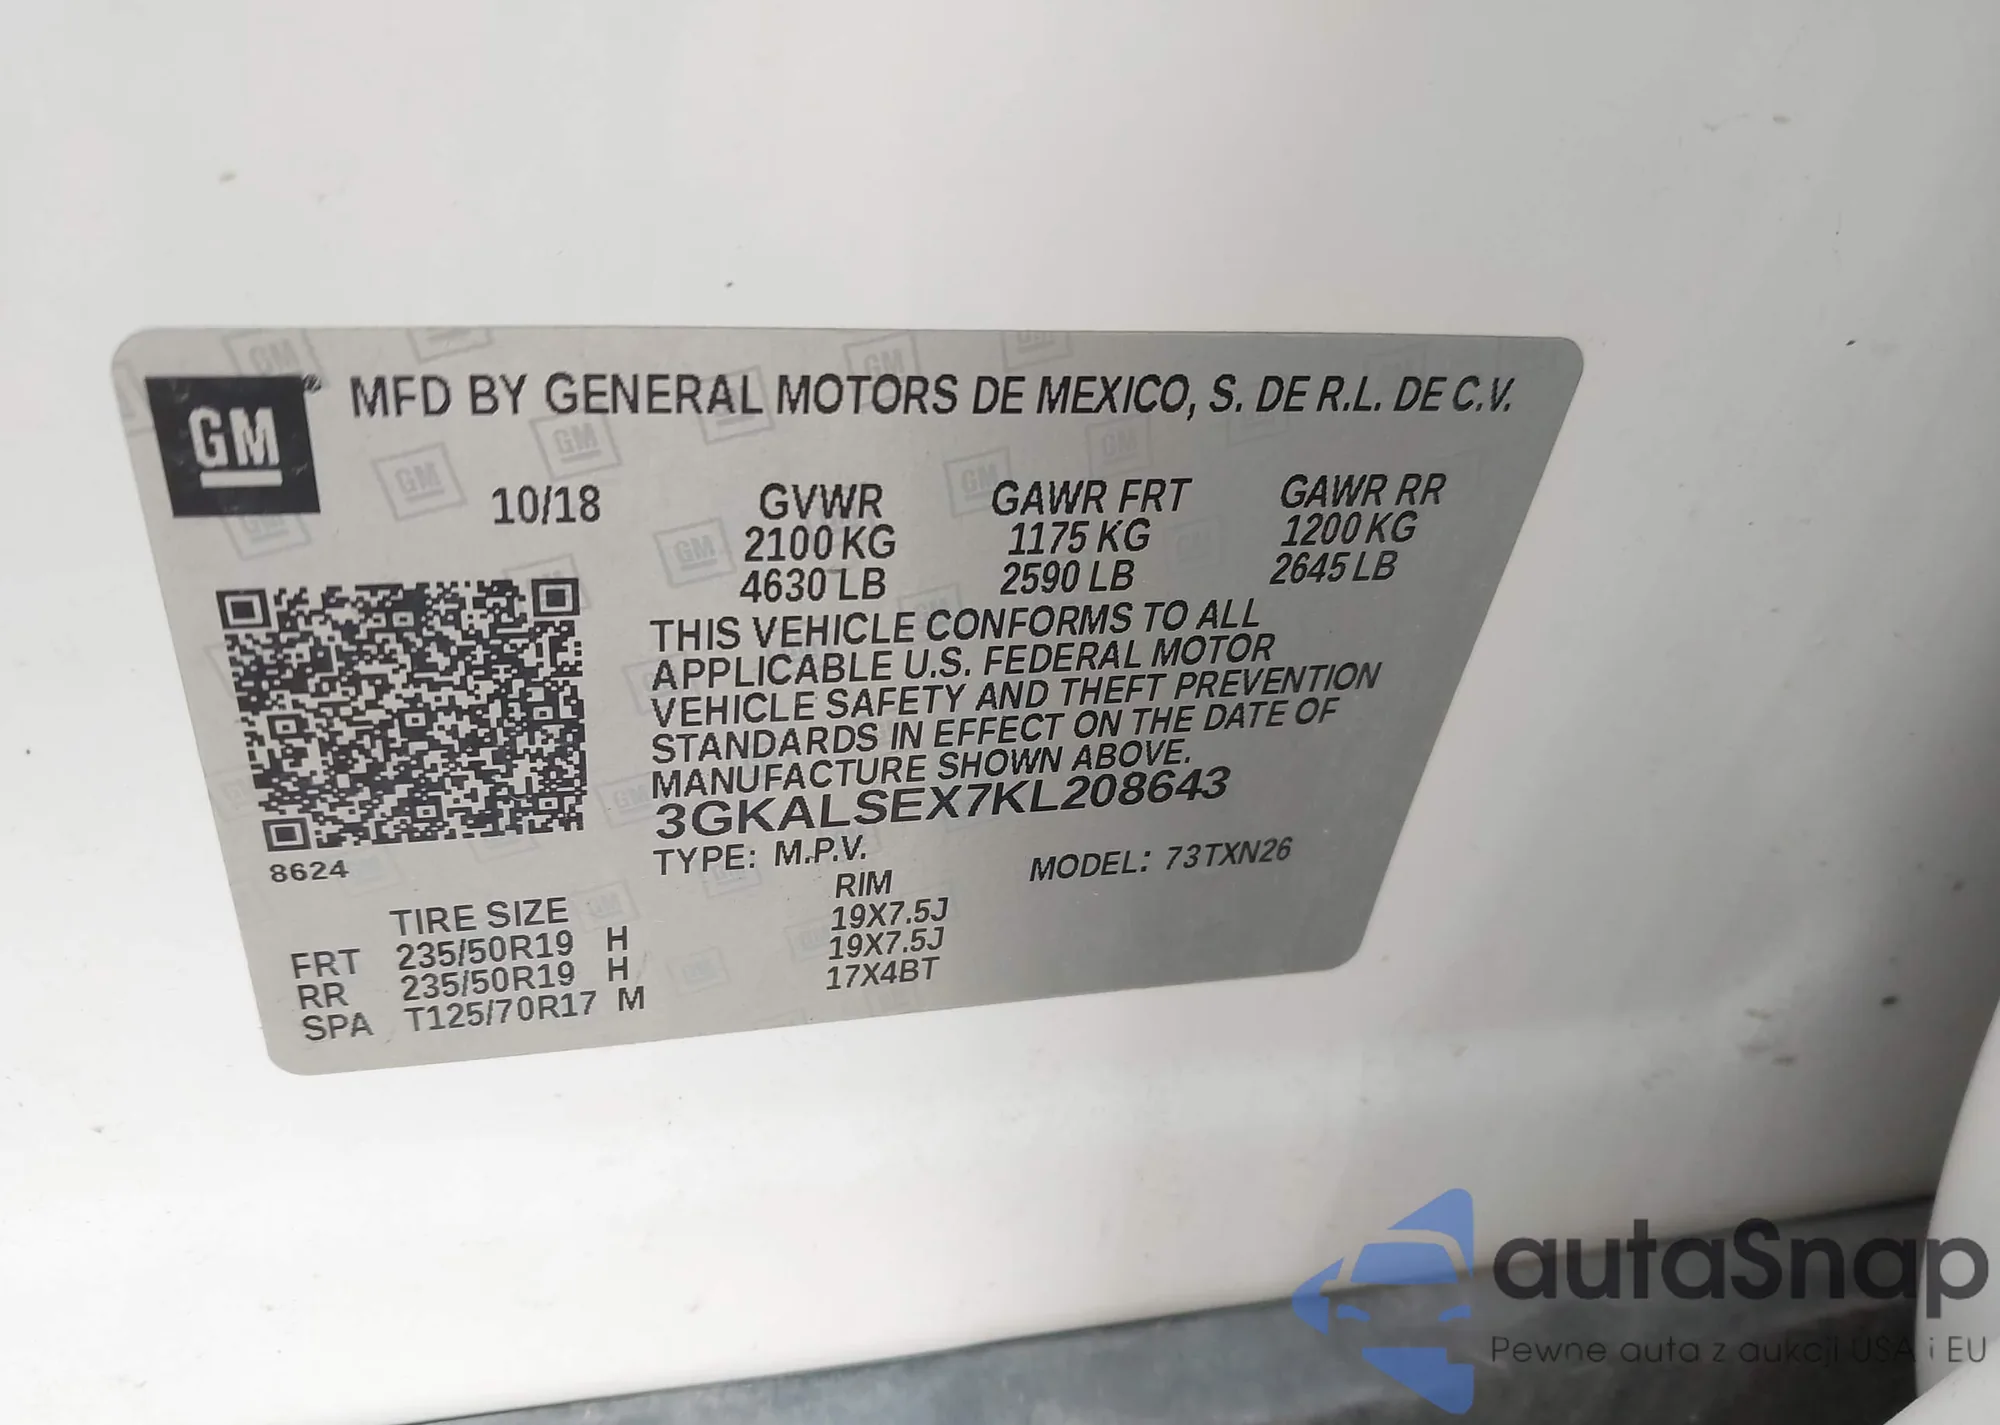 GM® MFD BY GENERAL MOTORS DE MEXICO, S. DE R.L. DE C.V.
10/18 GVWR GAWR FRT GAWR RR
2100 KG 1175 KG 1200 KG
4630 LB 2590 LB 2645 LB
THIS VEHICLE CONFORMS TO ALL
APPLICABLE U.S. FEDERAL MOTOR
VEHICLE SAFETY AND THEFT PREVENTION
STANDARDS IN EFFECT ON THE DATE OF
MANUFACTURE SHOWN ABOVE.
3GKALSEX7KL208643
8624
TYPE: M.P.V. MODEL: 73TXN26
TIRE SIZE RIM
FRT 235/50R19 H 19X7.5J
RR 235/50R19 H 19X7.5J
SPA T125/70R17 M 17X4BT
autaSnap
Pewne auta z aukcji USA i EU